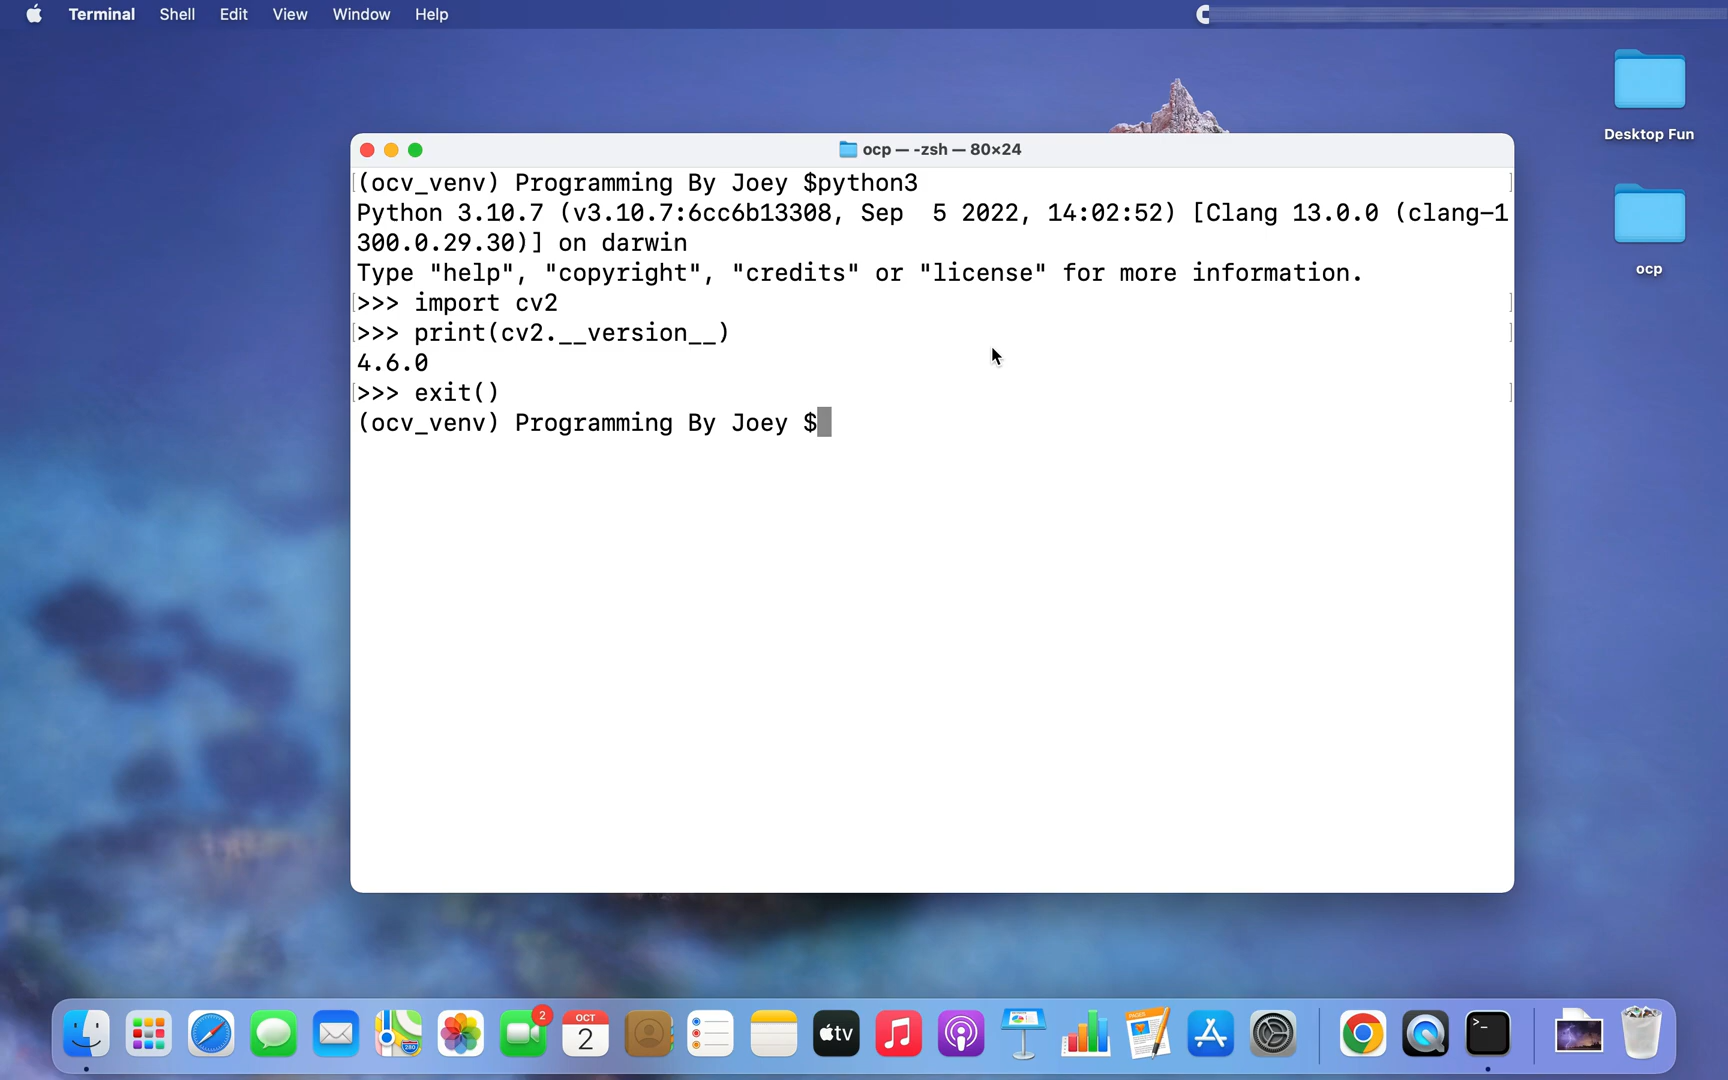 Terminal Shell Edit View Window Help
Desktop Fun
ocp
ocp — -zsh — 80×24
(ocv_venv) Programming By Joey $python3
Python 3.10.7 (v3.10.7:6cc6b13308, Sep  5 2022, 14:02:52) [Clang 13.0.0 (clang-1
300.0.29.30)] on darwin
Type "help", "copyright", "credits" or "license" for more information.
>>> import cv2
>>> print(cv2.__version__)
4.6.0
>>> exit()
(ocv_venv) Programming By Joey $
2
OCT
2
tv
PAGES
>_